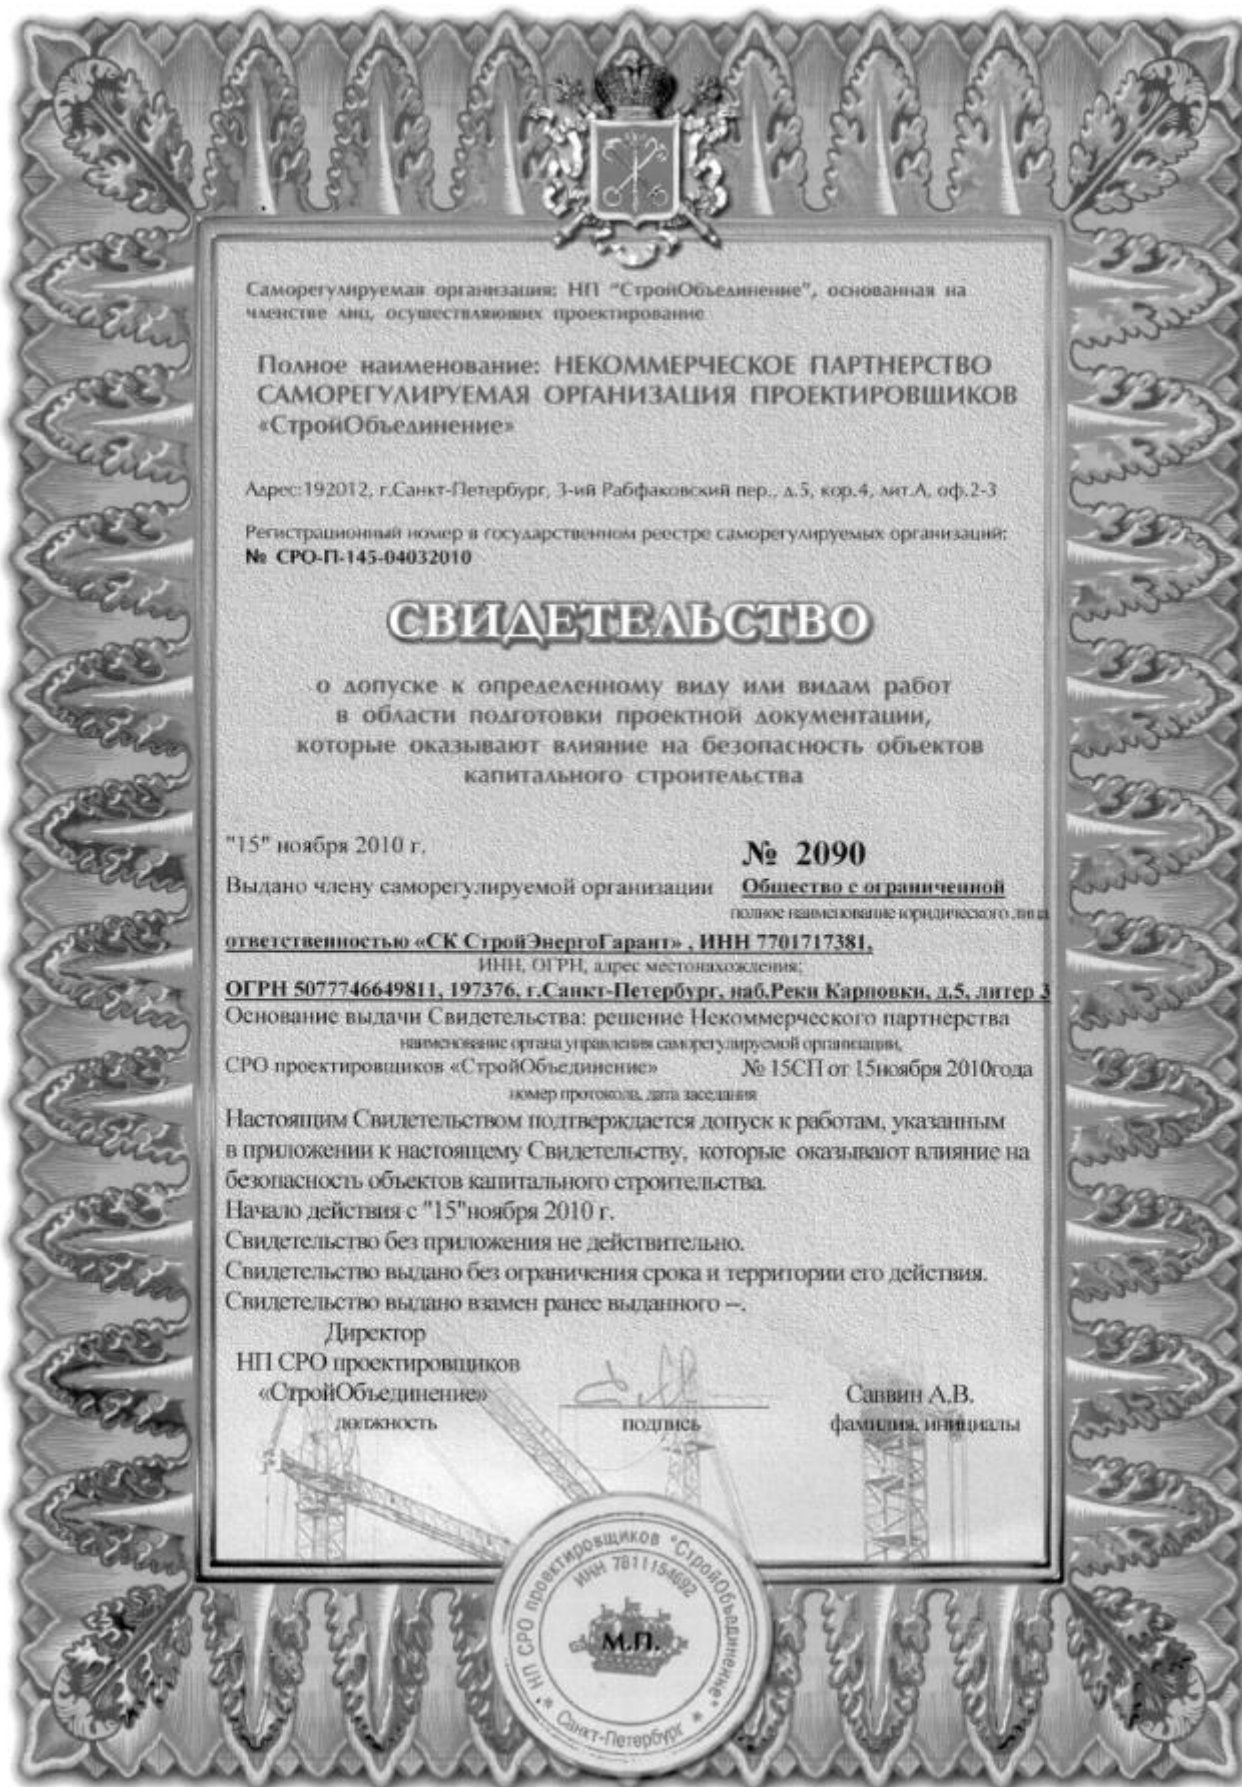 Саморегулируемая организация: НП "СтройОбъединение", основанная на
членстве лиц, осуществляющих проектирование
Полное наименование: НЕКОММЕРЧЕСКОЕ ПАРТНЕРСТВО
САМОРЕГУЛИРУЕМАЯ ОРГАНИЗАЦИЯ ПРОЕКТИРОВЩИКОВ
«СтройОбъединение»
Адрес:192012, г.Санкт-Петербург, 3-ий Рабфаковский пер., д.5, кор.4, лит.А, оф.2-3
Регистрационный номер в государственном реестре саморегулируемых организаций:
№ СРО-П-145-04032010
СВИДЕТЕЛЬСТВО
о допуске к определенному виду или видам работ
в области подготовки проектной документации,
которые оказывают влияние на безопасность объектов
капитального строительства
"15" ноября 2010 г.
№ 2090
Выдано члену саморегулируемой организации Общество с ограниченной
полное наименование юридического лица
ответственностью «СК СтройЭнергоГарант» , ИНН 7701717381,
ИНН, ОГРН, адрес местонахождения;
ОГРН 5077746649811, 197376, г.Санкт-Петербург, наб.Реки Карповки, д.5, литер З
Основание выдачи Свидетельства: решение Некоммерческого партнерства
наименование органа управления саморегулируемой организации,
СРО проектировщиков «СтройОбъединение» № 15СП от 15ноября 2010года
номер протокола, дата заседания
Настоящим Свидетельством подтверждается допуск к работам, указанным
в приложении к настоящему Свидетельству, которые оказывают влияние на
безопасность объектов капитального строительства.
Начало действия с "15"ноября 2010 г.
Свидетельство без приложения не действительно.
Свидетельство выдано без ограничения срока и территории его действия.
Свидетельство выдано взамен ранее выданного –.
Директор
НП СРО проектировщиков
«СтройОбъединение»
Саввин А.В.
должность
подпись
фамилия, инициалы
НП СРО проектировщиков "СтройОбъединение"
ИНН 7811154692
М.П.
Санкт-Петербург